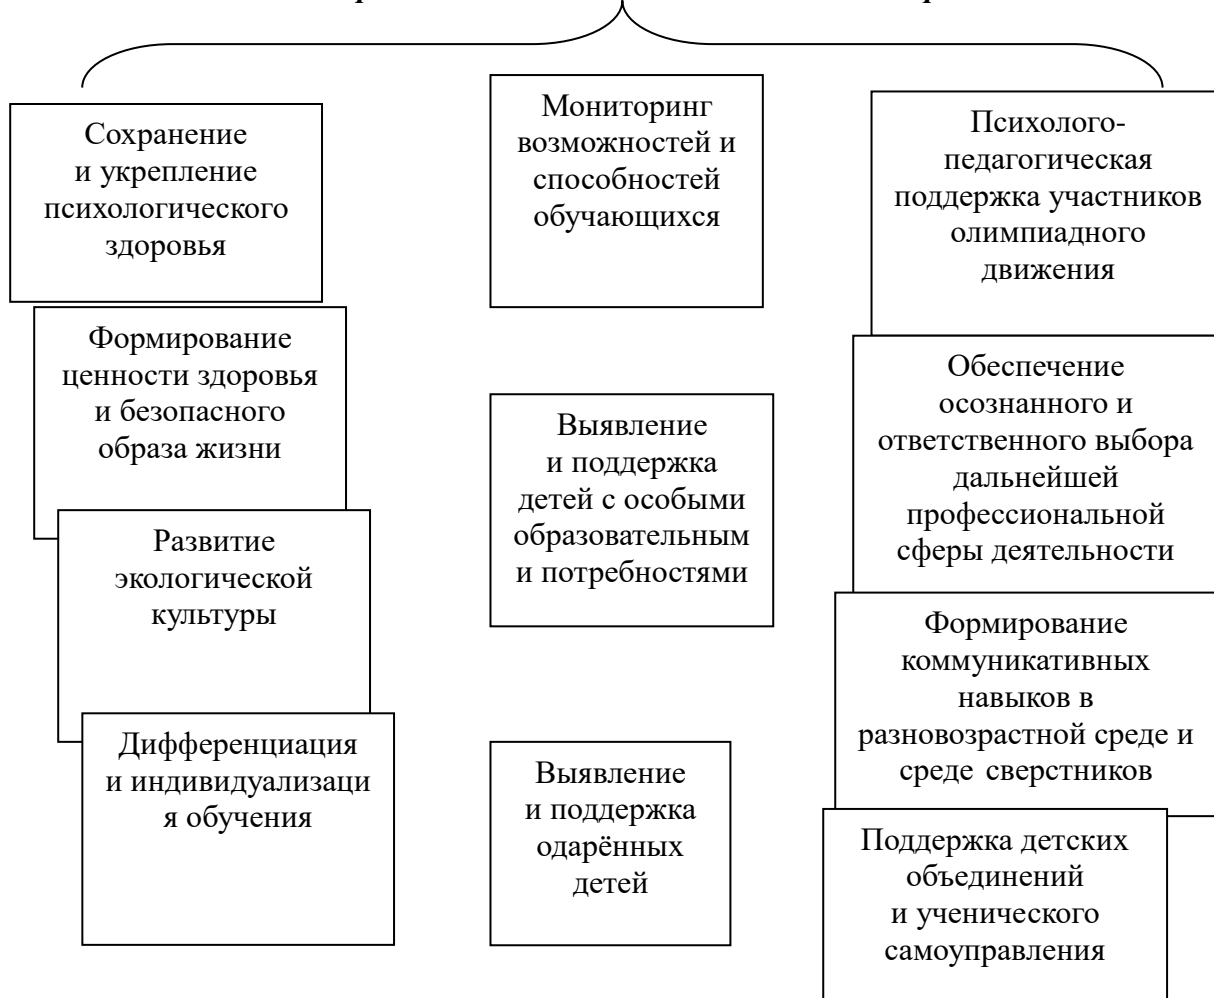 Сохранение
и укрепление
психологического
здоровья
Формирование
ценности здоровья
и безопасного
образа жизни
Развитие
экологической
культуры
Дифференциация
и индивидуализаци
я обучения
Мониторинг
возможностей и
способностей
обучающихся
Выявление
и поддержка
детей с особыми
образовательным
и потребностями
Выявление
и поддержка
одарённых
детей
Психолого-
педагогическая
поддержка участников
олимпиадного
движения
Обеспечение
осознанного и
ответственного выбора
дальнейшей
профессиональной
сферы деятельности
Формирование
коммуникативных
навыков в
разновозрастной среде и
среде сверстников
Поддержка детских
объединений
и ученического
самоуправления